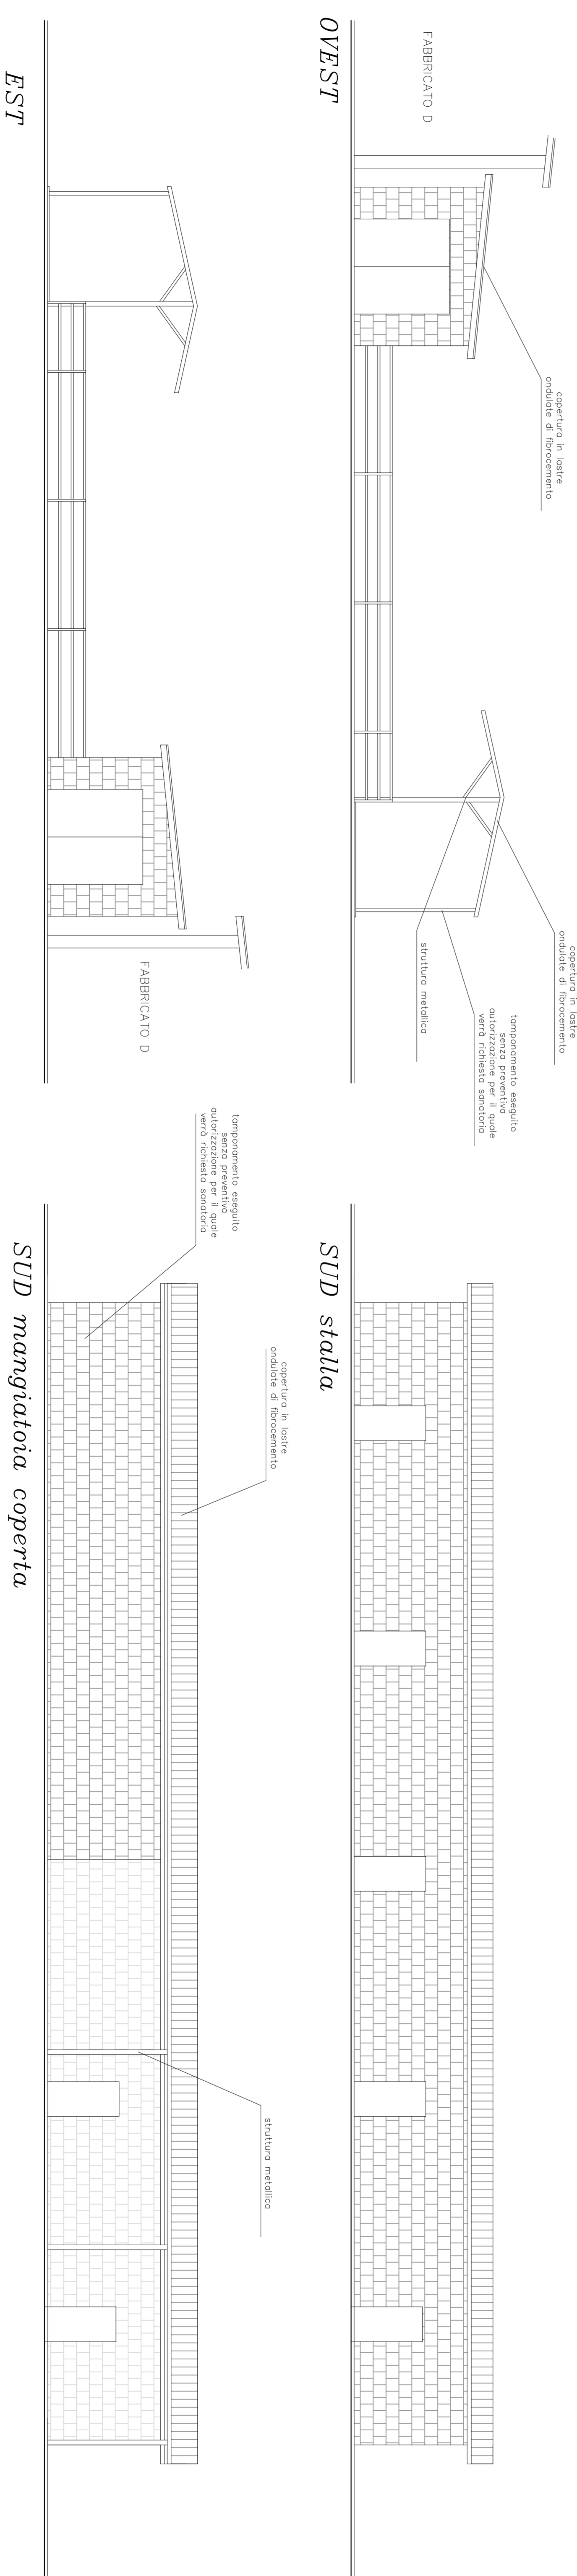 FABBRICATO D
copertura in lastre
ondulate di fibrocemento
copertura in lastre
ondulate di fibrocemento
tamponamento eseguito
senza preventiva
autorizzazione per il quale
verrà richiesta sanatoria
struttura metallica
OVEST
SUD stalla
FABBRICATO D
EST
tamponamento eseguito
senza preventiva
autorizzazione per il quale
verrà richiesta sanatoria
copertura in lastre
ondulate di fibrocemento
struttura metallica
SUD mangiatoia coperta